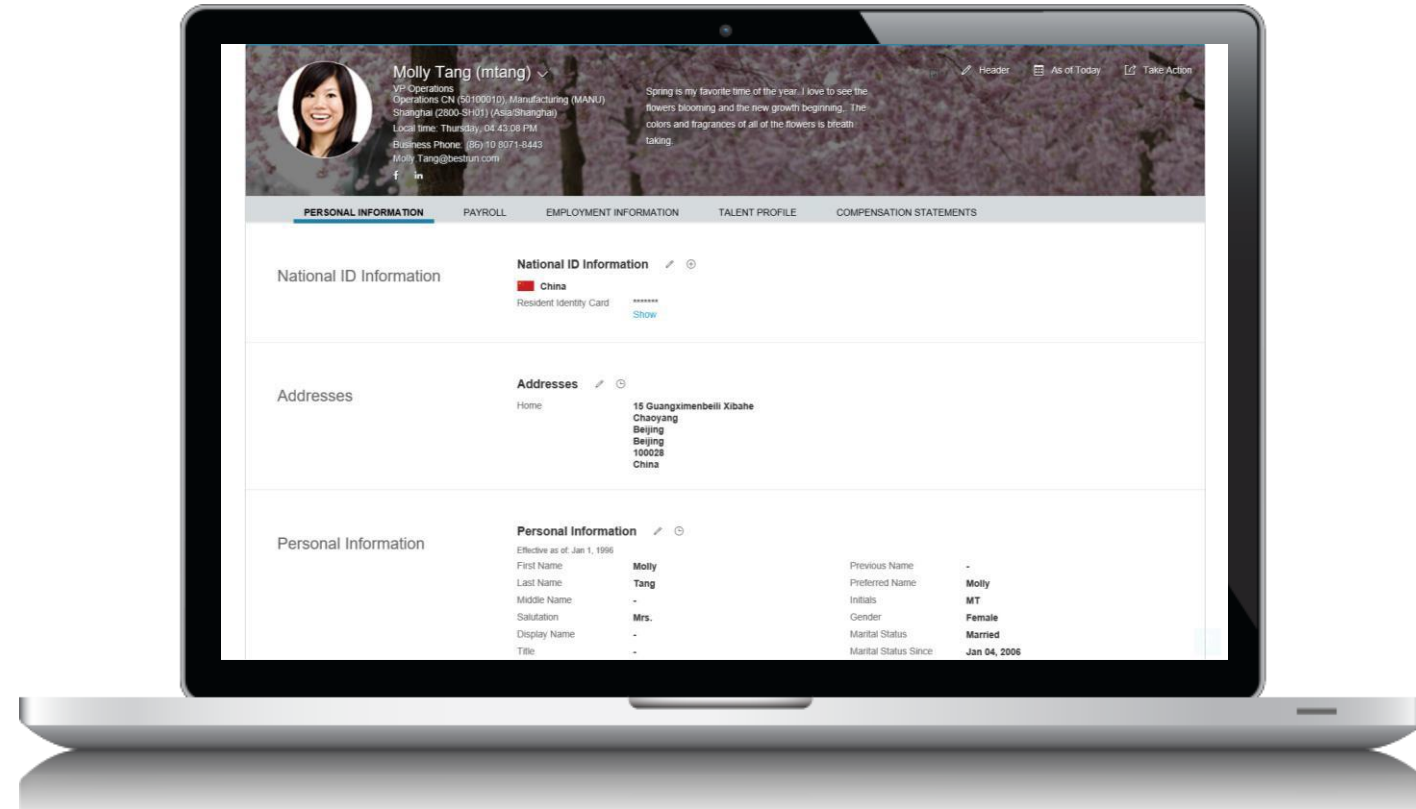 Molly Tang (mtang)
VP Operations
Operations CN (50100010), Manufacturing (MANU)
Shanghai (2800-SH01) (Asia/Shanghai)
Local time: Thursday, 04:43:08 PM
Business Phone: (86) 10 8071-8443
Molly.Tang@bestrun.com
f in
Spring is my favorite time of the year. I love to see the
flowers blooming and the new growth beginning. The
colors and fragrances of all of the flowers is breath
taking.
Header As of Today Take Action
PERSONAL INFORMATION PAYROLL EMPLOYMENT INFORMATION TALENT PROFILE COMPENSATION STATEMENTS
National ID Information
National ID Information
China
Resident Identity Card *******
Show
Addresses
Addresses
Home 15 Guangximenbeili Xibahe
Chaoyang
Beijing
Beijing
100028
China
Personal Information
Personal Information
Effective as of: Jan 1, 1996
First Name Molly Previous Name -
Last Name Tang Preferred Name Molly
Middle Name - Initials MT
Salutation Mrs. Gender Female
Display Name - Marital Status Married
Title - Marital Status Since Jan 04, 2006